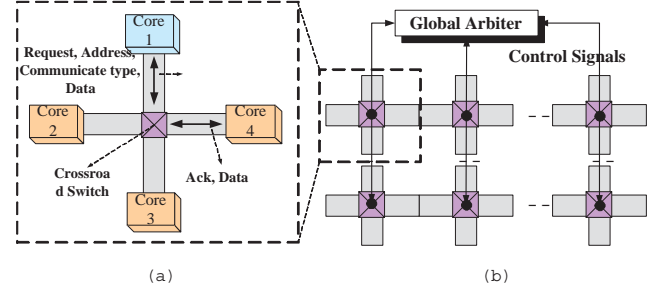 Core
1
Request, Address,
Communicate type,
Data
Core
2
Core
4
Crossroa
d Switch
Ack, Data
Core
3
(a)
Global Arbiter
Control Signals
(b)